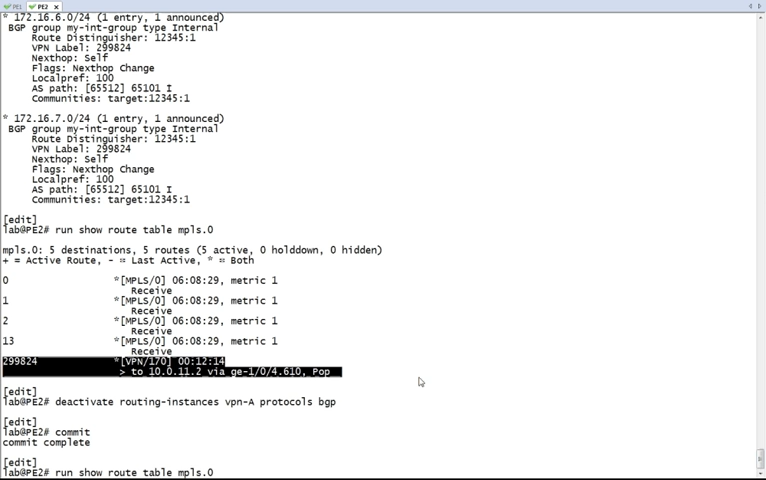 PE1 PE2
* 172.16.6.0/24 (1 entry, 1 announced)
BGP group my-int-group type Internal
Route Distinguisher: 12345:1
VPN Label: 299824
Nexthop: Self
Flags: Nexthop Change
Localpref: 100
AS path: [65512] 65101 I
Communities: target:12345:1
* 172.16.7.0/24 (1 entry, 1 announced)
BGP group my-int-group type Internal
Route Distinguisher: 12345:1
VPN Label: 299824
Nexthop: Self
Flags: Nexthop Change
Localpref: 100
AS path: [65512] 65101 I
Communities: target:12345:1
[edit]
lab@PE2# run show route table mpls.0
mpls.0: 5 destinations, 5 routes (5 active, 0 holddown, 0 hidden)
+ = Active Route, - = Last Active, * = Both
0 *[MPLS/0] 06:08:29, metric 1
Receive
1 *[MPLS/0] 06:08:29, metric 1
Receive
2 *[MPLS/0] 06:08:29, metric 1
Receive
13 *[MPLS/0] 06:08:29, metric 1
Receive
299824 *[VPN/170] 00:12:14
> to 10.0.11.2 via ge-1/0/4.610, Pop
[edit]
lab@PE2# deactivate routing-instances vpn-A protocols bgp
[edit]
lab@PE2# commit
commit complete
[edit]
lab@PE2# run show route table mpls.0